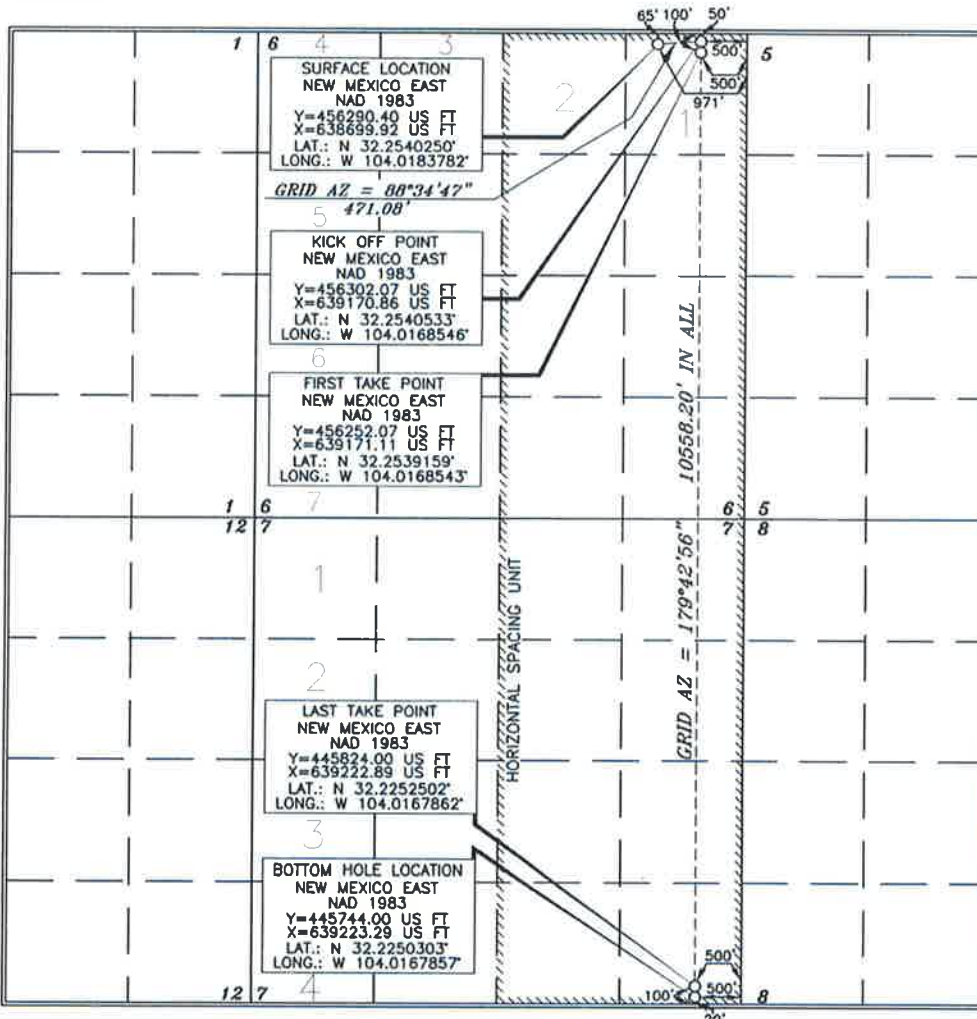 65' 100' 50'
1 6 4 3 5
500'
500'
971'
2
1
SURFACE LOCATION
NEW MEXICO EAST
NAD 1983
Y=456290.40 US FT
X=638699.92 US FT
LAT.: N 32.2540250°
LONG.: W 104.0183782°
GRID AZ = 88°34'47"
471.08'
5
KICK OFF POINT
NEW MEXICO EAST
NAD 1983
Y=456302.07 US FT
X=639170.86 US FT
LAT.: N 32.2540533°
LONG.: W 104.0168546°
6
FIRST TAKE POINT
NEW MEXICO EAST
NAD 1983
Y=456252.07 US FT
X=639171.11 US FT
LAT.: N 32.2539159°
LONG.: W 104.0168543°
7
1 6
12 7
6 5
7 8
GRID AZ = 179°42'56" 10558.20' IN ALL
HORIZONTAL SPACING UNIT
1
2
LAST TAKE POINT
NEW MEXICO EAST
NAD 1983
Y=445824.00 US FT
X=639222.89 US FT
LAT.: N 32.2252502°
LONG.: W 104.0167862°
3
BOTTOM HOLE LOCATION
NEW MEXICO EAST
NAD 1983
Y=445744.00 US FT
X=639223.29 US FT
LAT.: N 32.2250303°
LONG.: W 104.0167857°
500'
500'
100'
12 7 4 8
20'